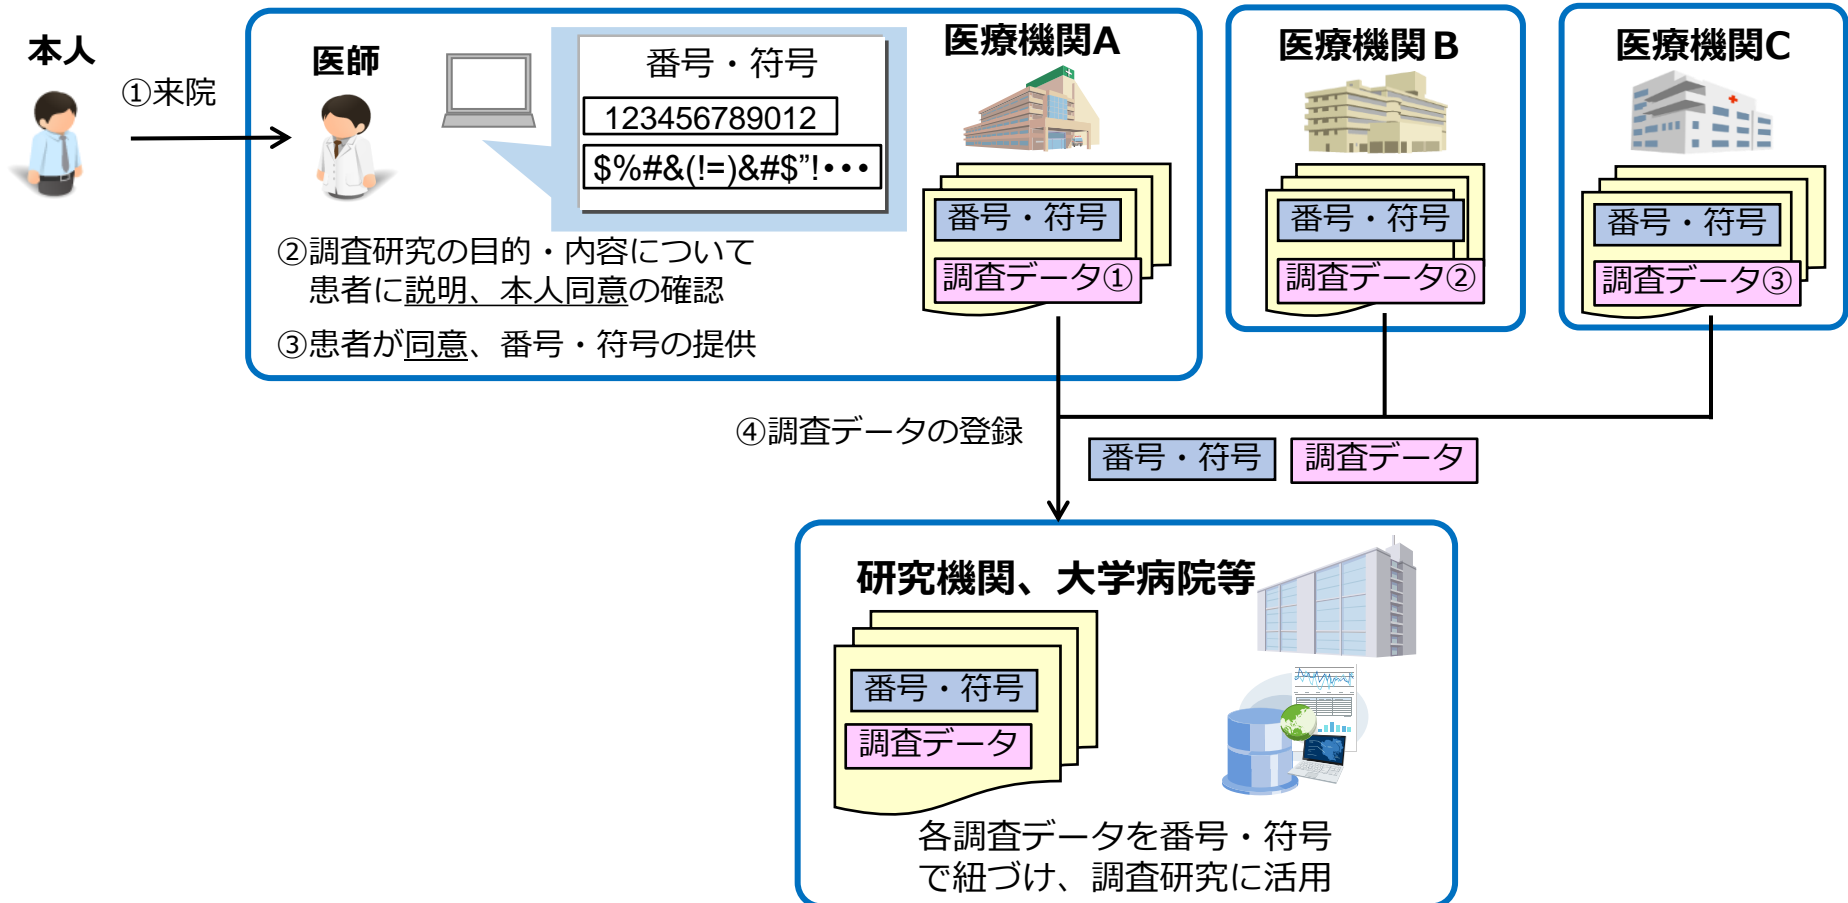 本人
①来院
医師
番号・符号
123456789012
$%#&(!=)&#$”!・・・
②調査研究の目的・内容について
患者に説明、本人同意の確認
③患者が同意、番号・符号の提供
医療機関A
番号・符号
調査データ①
医療機関B
番号・符号
調査データ②
医療機関C
番号・符号
調査データ③
④調査データの登録
番号・符号
調査データ
研究機関、大学病院等
番号・符号
調査データ
各調査データを番号・符号
で紐づけ、調査研究に活用